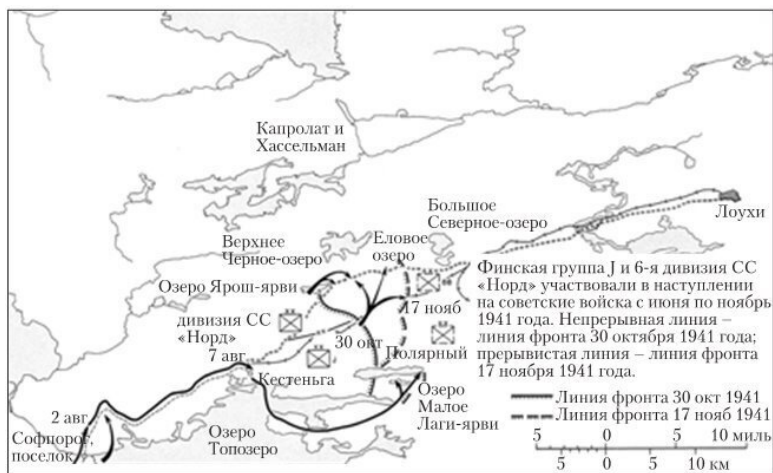 Капролат и
Хассельман
Большое
Северное-озеро
Лоухи
Верхнее
Черное-озеро
Еловое
озеро
Озеро Ярош-ярви
17 нояб
дивизия СС
«Норд»
30 окт
7 авг
Полярный
Кестеньга
Озеро
Малое
Лаги-ярви
2 авг
Софпорог,
поселок
Озеро
Топозеро
Финская группа J и 6-я дивизия СС
«Норд» участвовали в наступлении
на советские войска с июня по ноябрь
1941 года. Непрерывная линия –
линия фронта 30 октября 1941 года;
прерывистая линия – линия фронта
17 ноября 1941 года.
Линия фронта 30 окт 1941
Линия фронта 17 нояб 1941
5 0 5 10 миль
5 0 5 10 км